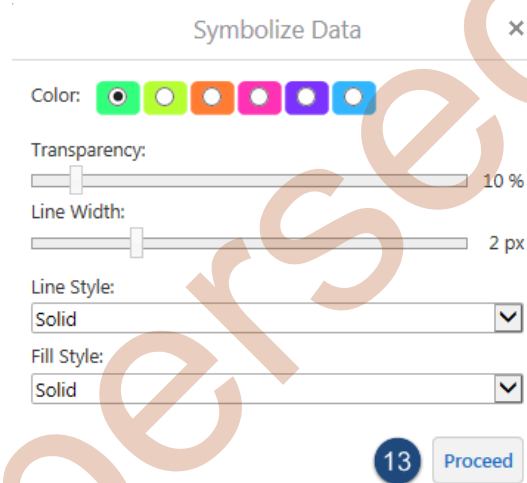 Symbolize Data ×
Color:
Transparency:
10 %
Line Width:
2 px
Line Style:
Solid
Fill Style:
Solid
13 Proceed